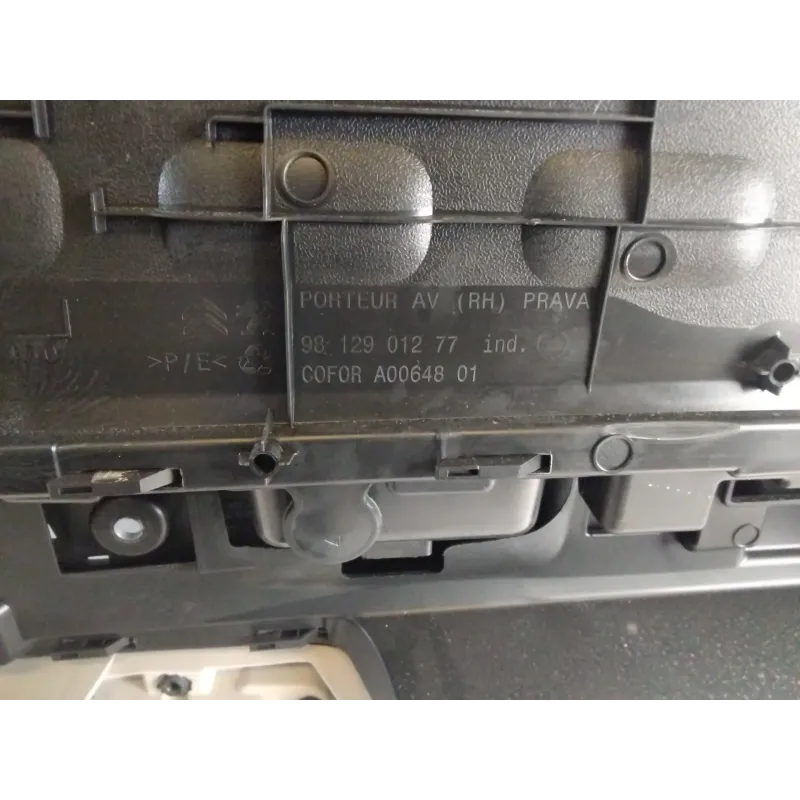 PORTEUR AV (RH) PRAVA
98 129 012 77 ind.
>P/E<
COFOR A00648 01